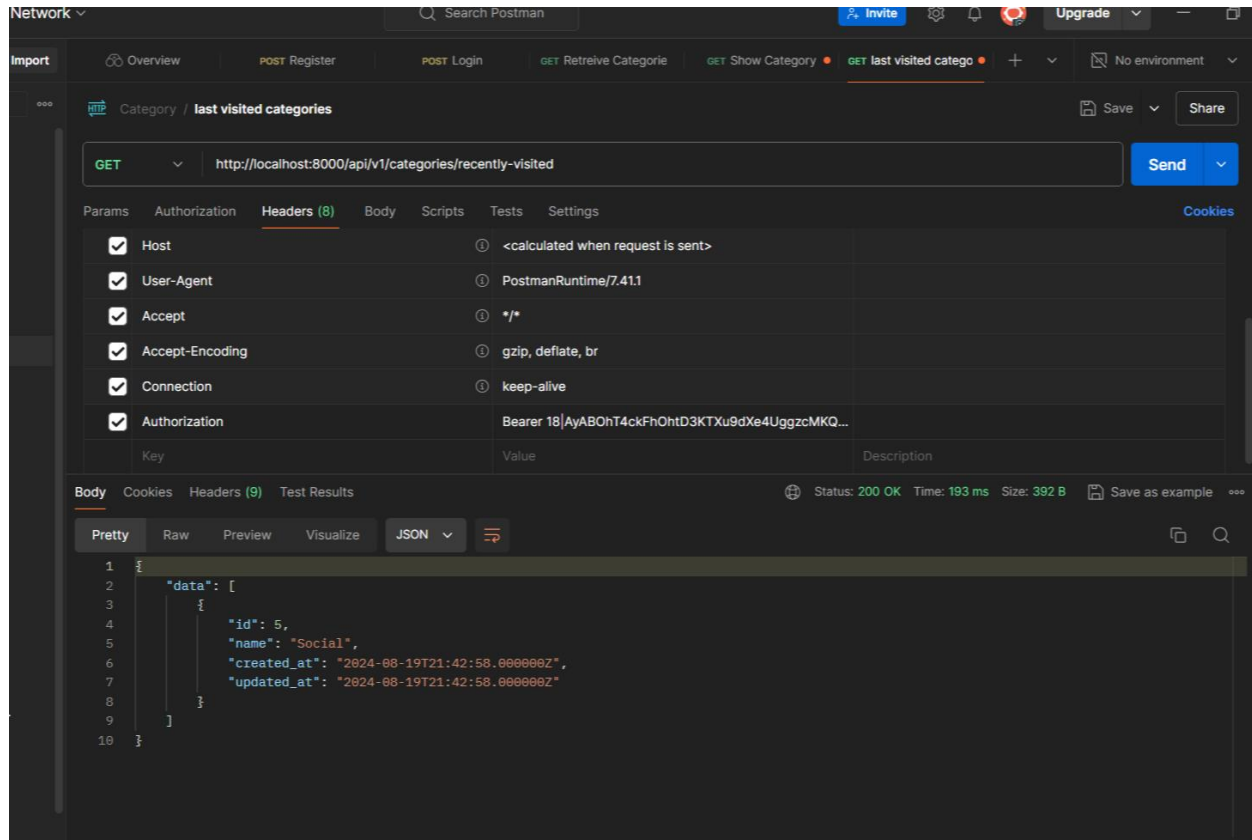 Network Search Postman Invite Upgrade
Import Overview POST Register POST Login GET Retreive Categorie GET Show Category GET last visited catego No environment
Category / last visited categories Save Share
GET http://localhost:8000/api/v1/categories/recently-visited Send
Params Authorization Headers (8) Body Scripts Tests Settings Cookies
Host <calculated when request is sent>
User-Agent PostmanRuntime/7.41.1
Accept */*
Accept-Encoding gzip, deflate, br
Connection keep-alive
Authorization Bearer 18|AyABOhT4ckFhOhtD3KTXu9dXe4UggzcMKQ...
Key Value Description
Body Cookies Headers (9) Test Results Status: 200 OK Time: 193 ms Size: 392 B Save as example
Pretty Raw Preview Visualize JSON
1 {
2 "data": [
3 {
4 "id": 5,
5 "name": "Social",
6 "created_at": "2024-08-19T21:42:58.000000Z",
7 "updated_at": "2024-08-19T21:42:58.000000Z"
8 }
9 ]
10 }